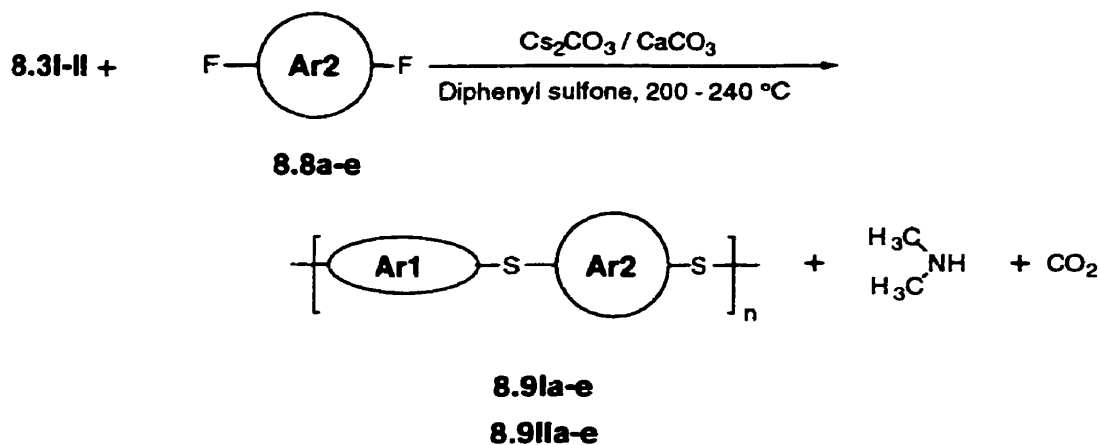 8.3I-II + F Ar2 F Cs2CO3 / CaCO3
Diphenyl sulfone, 200 - 240 °C
8.8a-e
[ Ar1 S Ar2 S ]n + H3C NH + CO2
H3C
8.9Ia-e
8.9IIa-e